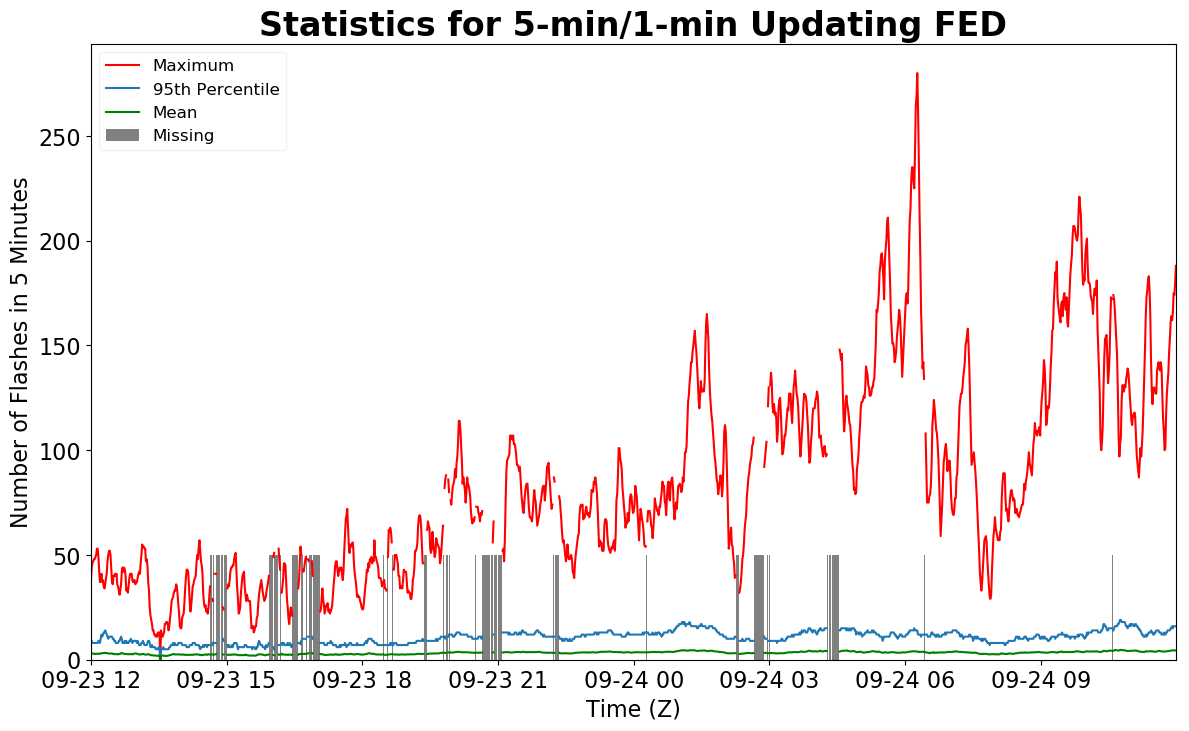 Statistics for 5-min/1-min Updating FED
Maximum
95th Percentile
Mean
Missing
Number of Flashes in 5 Minutes
250
200
150
100
50
0
09-23 12 09-23 15 09-23 18 09-23 21 09-24 00 09-24 03 09-24 06 09-24 09
Time (Z)